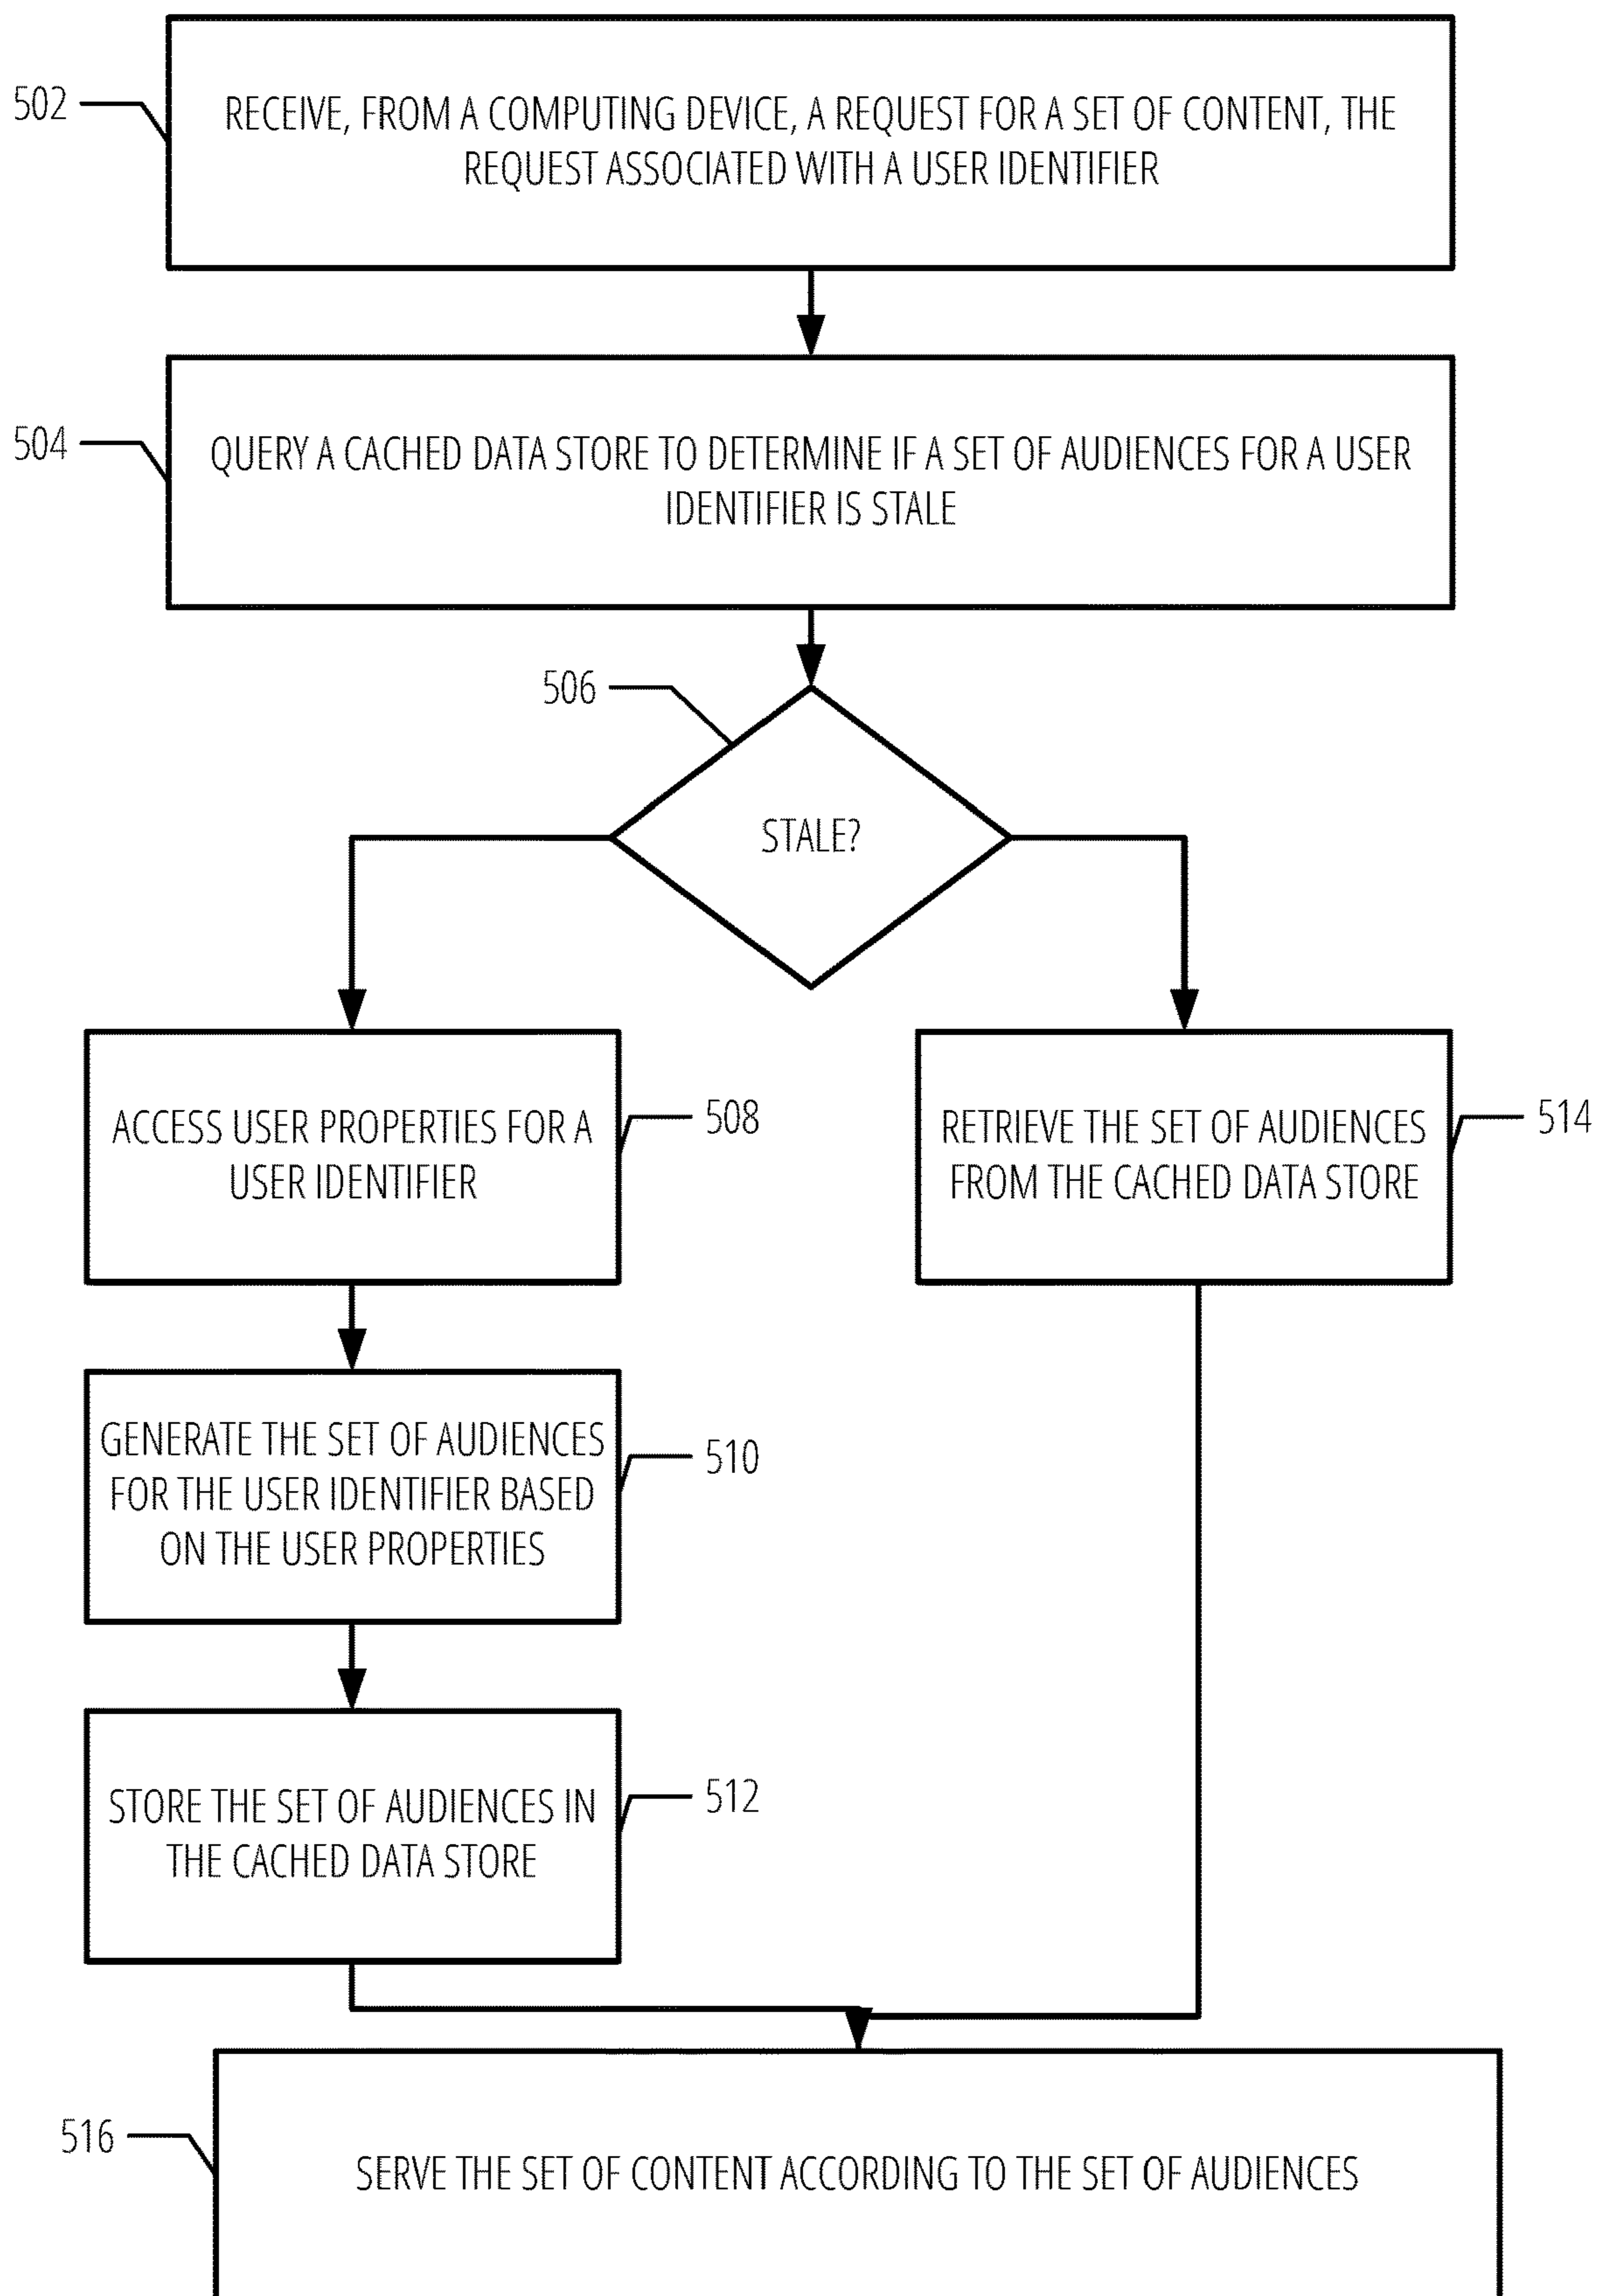 502
RECEIVE, FROM A COMPUTING DEVICE, A REQUEST FOR A SET OF CONTENT, THE
REQUEST ASSOCIATED WITH A USER IDENTIFIER
504
QUERY A CACHED DATA STORE TO DETERMINE IF A SET OF AUDIENCES FOR A USER
IDENTIFIER IS STALE
506
STALE?
ACCESS USER PROPERTIES FOR A
USER IDENTIFIER
508
RETRIEVE THE SET OF AUDIENCES
FROM THE CACHED DATA STORE
514
GENERATE THE SET OF AUDIENCES
FOR THE USER IDENTIFIER BASED
ON THE USER PROPERTIES
510
STORE THE SET OF AUDIENCES IN
THE CACHED DATA STORE
512
516
SERVE THE SET OF CONTENT ACCORDING TO THE SET OF AUDIENCES